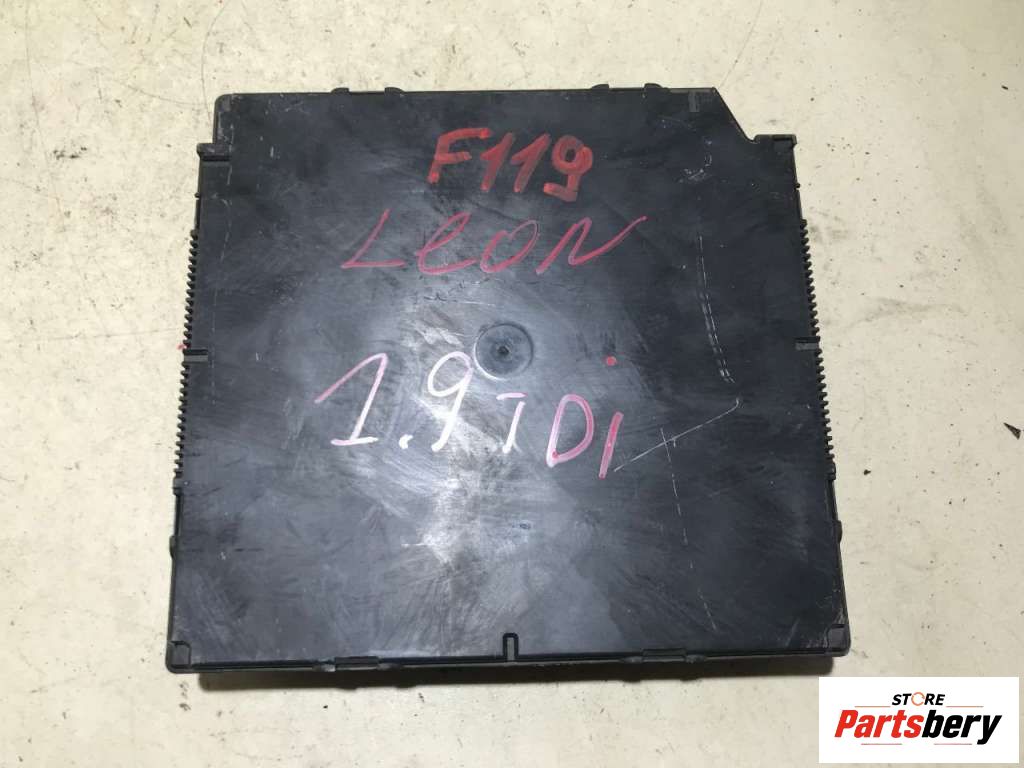 F119
LeON
1.9 TDi
STORE
Partsbery